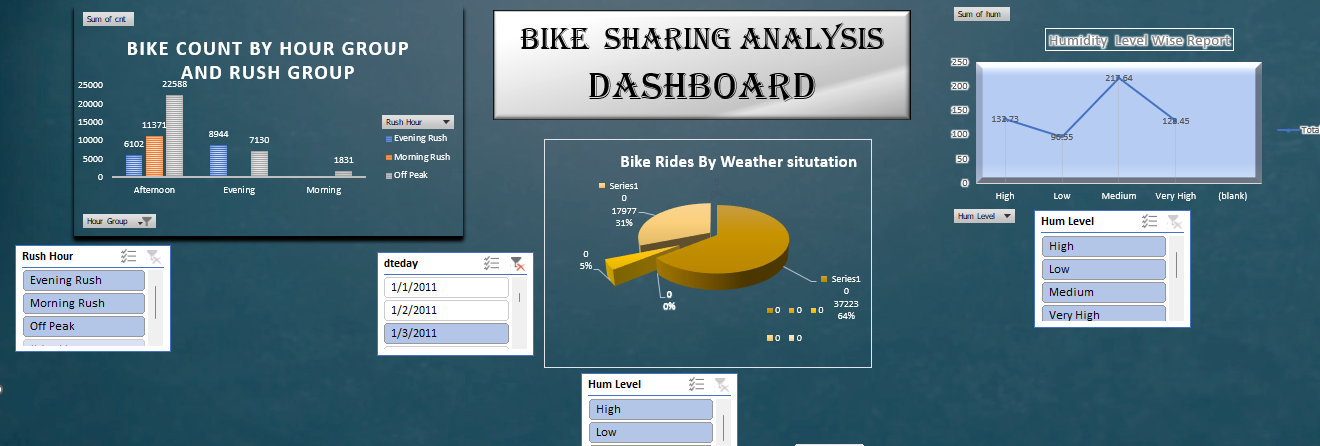 Sum of cnt
BIKE COUNT BY HOUR GROUP
AND RUSH GROUP
25000
20000
15000
10000
5000
0
6102
11371
22588
8944
7130
1831
Afternoon
Evening
Morning
Rush Hour
Evening Rush
Morning Rush
Off Peak
Hour Group
BIKE SHARING ANALYSIS
DASHBOARD
Sum of hum
Humidity Level Wise Report
250
200
150
100
50
0
96.55
High
Low
Medium
Very High
(blank)
Hum Level
Bike Rides By Weather situtation
Series1
0
17977
31%
0
5%
0
0%
Series1
0
37223
64%
0 0 0
0 0
Rush Hour
Evening Rush
Morning Rush
Off Peak
dteday
1/1/2011
1/2/2011
1/3/2011
Hum Level
High
Low
Medium
Very High
Hum Level
High
Low